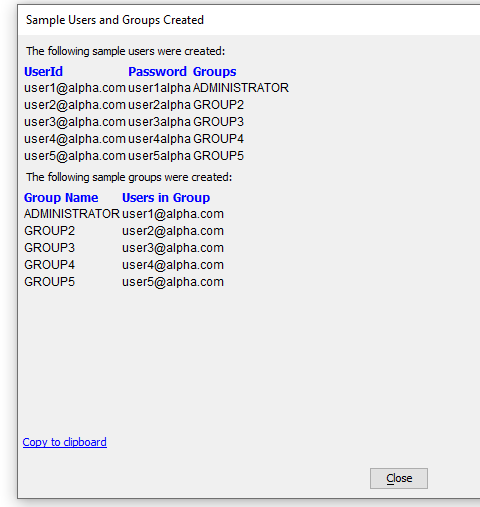 Sample Users and Groups Created
The following sample users were created:
UserId Password Groups
user1@alpha.com user1alpha ADMINISTRATOR
user2@alpha.com user2alpha GROUP2
user3@alpha.com user3alpha GROUP3
user4@alpha.com user4alpha GROUP4
user5@alpha.com user5alpha GROUP5
The following sample groups were created:
Group Name Users in Group
ADMINISTRATOR user1@alpha.com
GROUP2 user2@alpha.com
GROUP3 user3@alpha.com
GROUP4 user4@alpha.com
GROUP5 user5@alpha.com
Copy to clipboard
Close